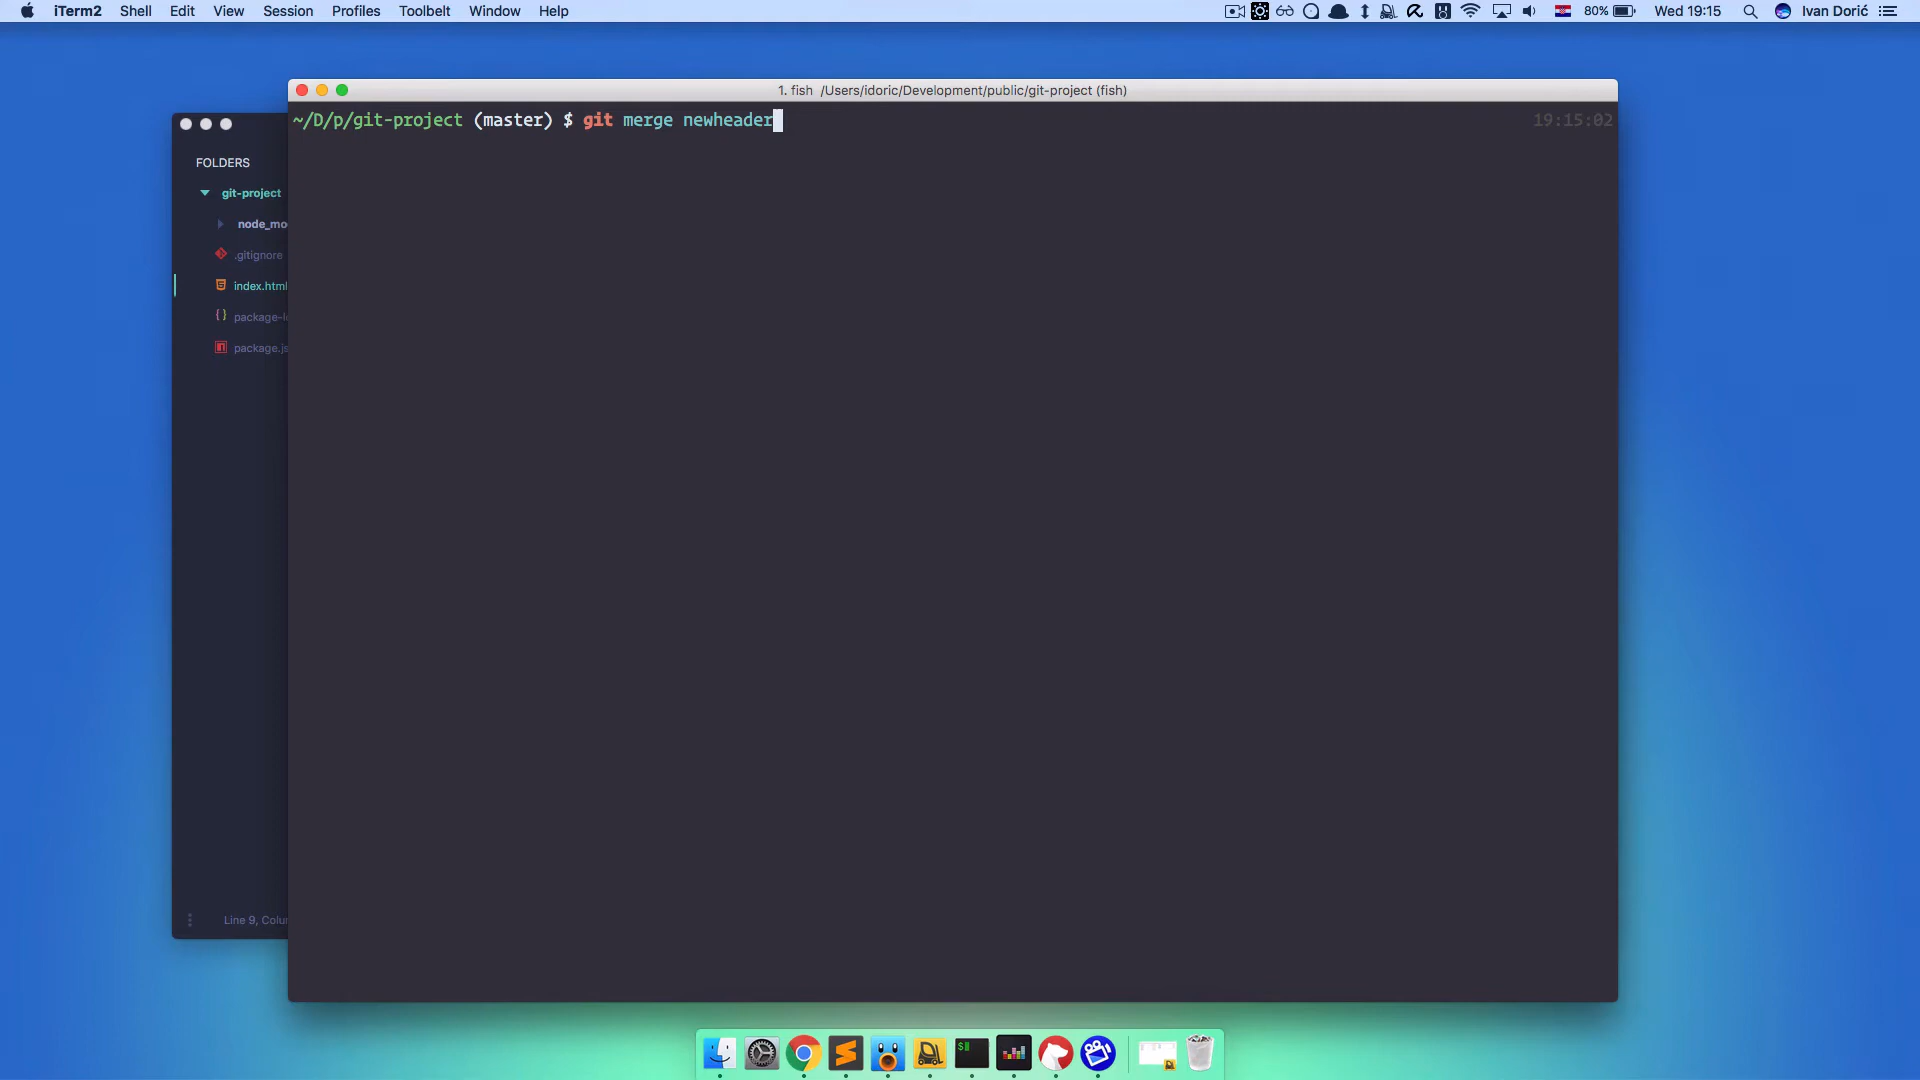 iTerm2 Shell Edit View Session Profiles Toolbelt Window Help 80% Wed 19:15 Ivan Dorić
1. fish /Users/idoric/Development/public/git-project (fish)
~/D/p/git-project (master) $ git merge newheader 19:15:02
FOLDERS
git-project
node_mo
.gitignore
index.html
package-l
package.js
Line 9, Colu